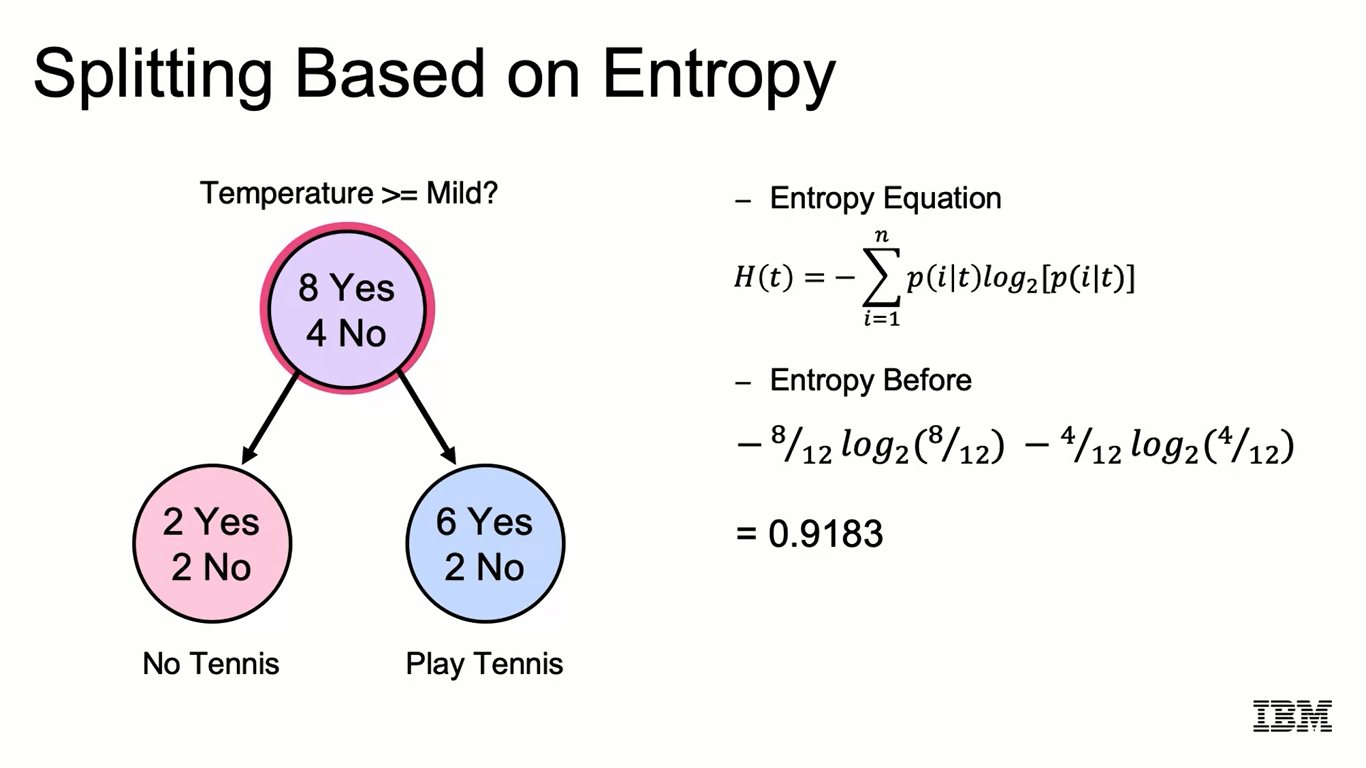 Splitting Based on Entropy
Temperature >= Mild?
8 Yes
4 No
2 Yes
2 No
No Tennis
6 Yes
2 No
Play Tennis
– Entropy Equation
H(t) = − ∑_{i=1}^{n} p(i|t)log₂[p(i|t)]
– Entropy Before
− ⁸/₁₂ log₂(⁸/₁₂) − ⁴/₁₂ log₂(⁴/₁₂)
= 0.9183
IBM